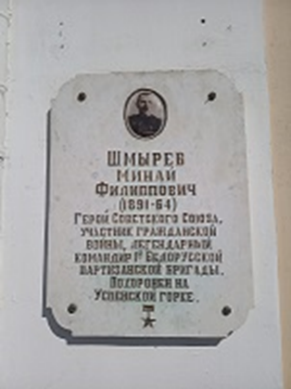 Шмырев
Минай
Филиппович
(1891-64)
Герой Советского Союза,
участник гражданской
войны, легендарный
командир 1й Белорусской
партизанской бригады.
Похоронен на
Успенской горке.